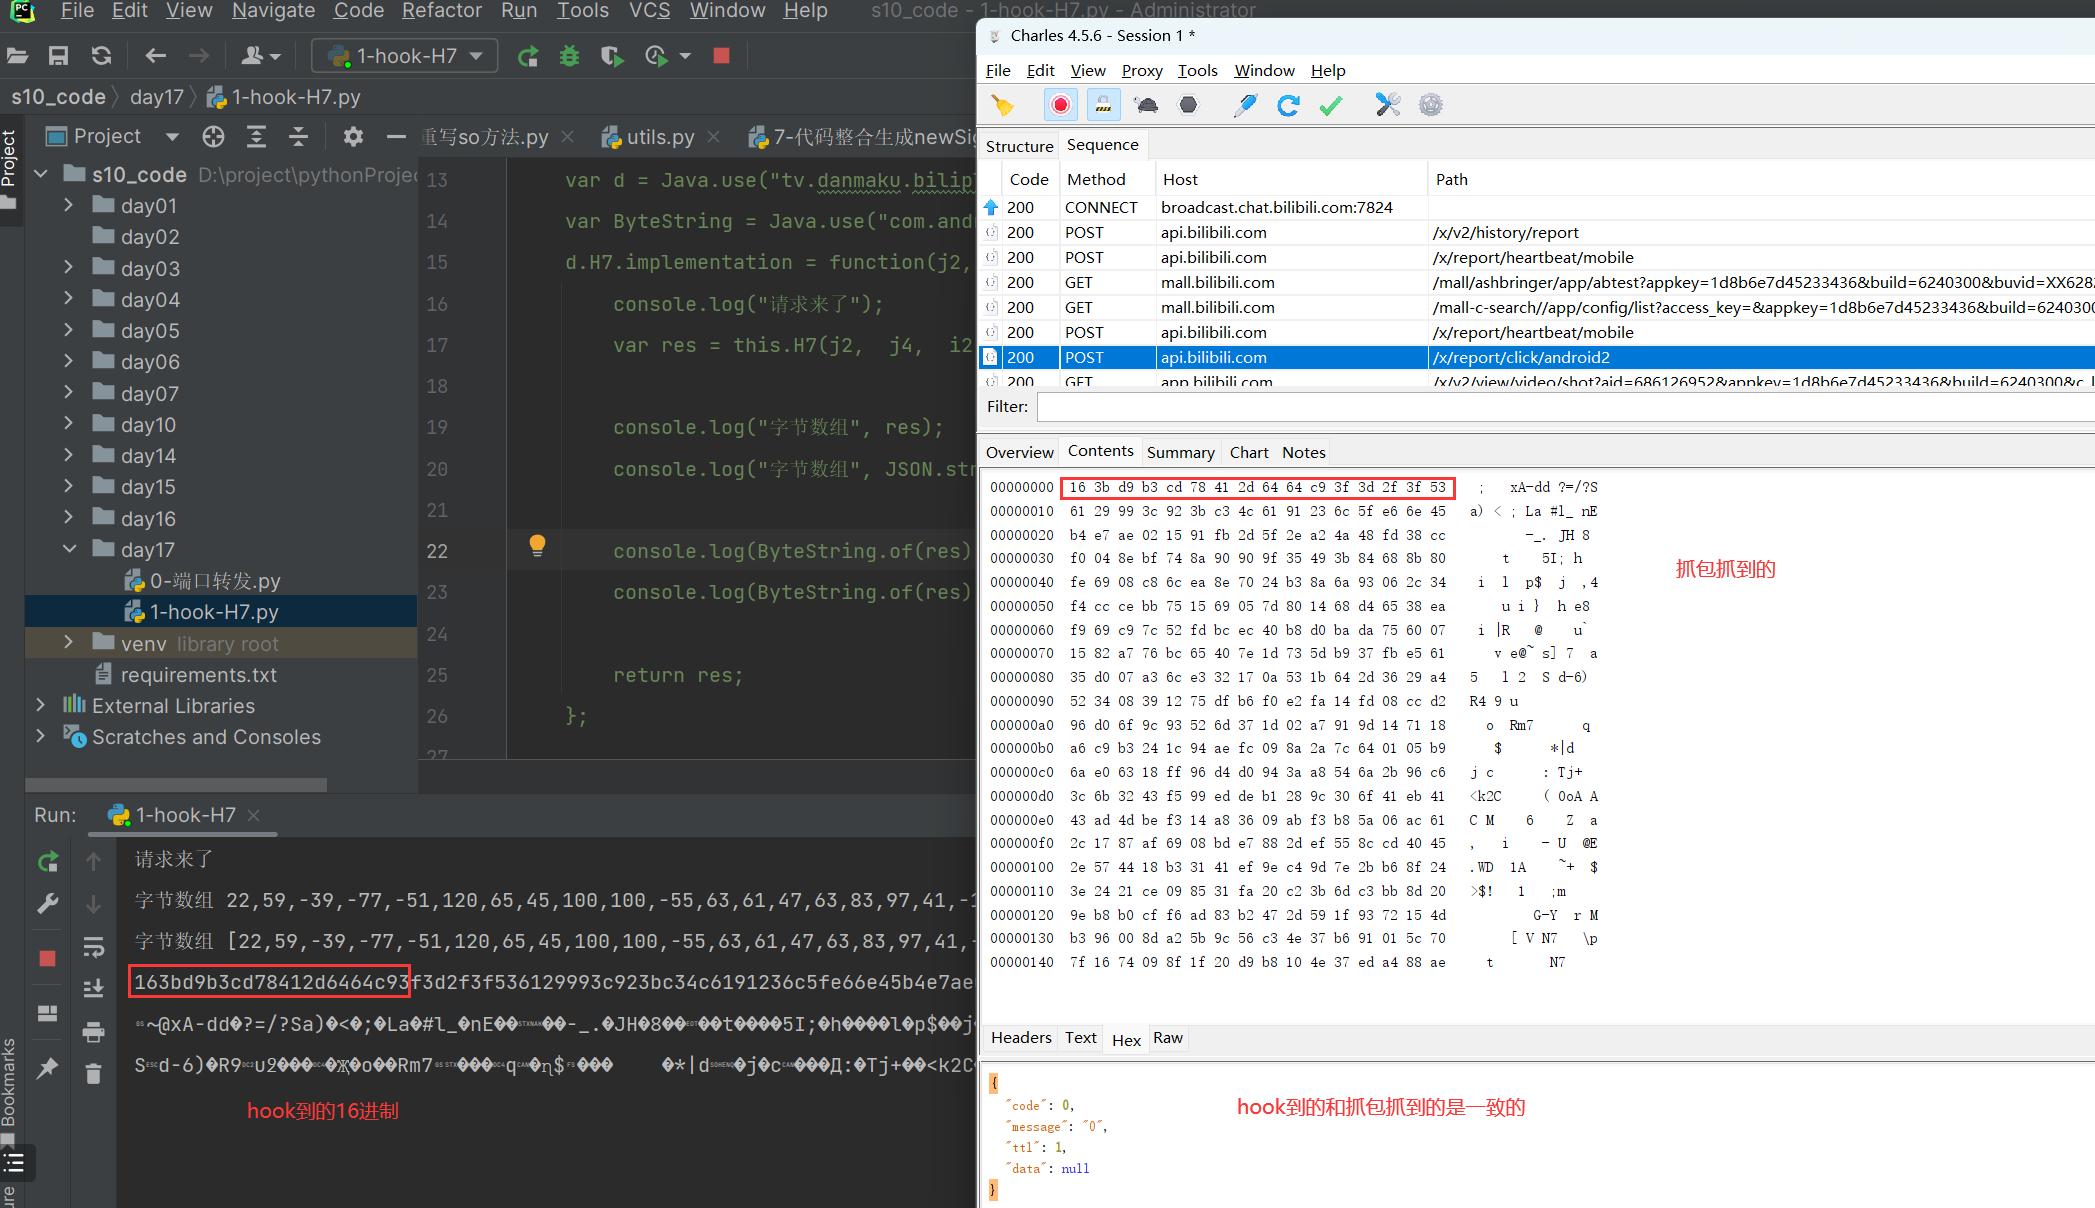 File Edit View Navigate Code Refactor Run Tools VCS Window Help s10_code - 1-hook-H7.py - Administrator
1-hook-H7
s10_code day17 1-hook-H7.py
Project
重写so方法.py
utils.py
7-代码整合生成newSi
Project
s10_code D:\project\pythonProjec
day01
day02
day03
day04
day05
day06
day07
day10
day14
day15
day16
day17
0-端口转发.py
1-hook-H7.py
venv library root
requirements.txt
External Libraries
Scratches and Consoles
13 var d = Java.use("tv.danmaku.bilip
14 var ByteString = Java.use("com.and
15 d.H7.implementation = function(j2,
16 console.log("请求来了");
17 var res = this.H7(j2, j4, i2
18
19 console.log("字节数组", res);
20 console.log("字节数组", JSON.str
21
22 console.log(ByteString.of(res)
23 console.log(ByteString.of(res)
24
25 return res;
26 };
27
Run: 1-hook-H7
请求来了
字节数组 22,59,-39,-77,-51,120,65,45,100,100,-55,63,61,47,63,83,97,41,-1
字节数组 [22,59,-39,-77,-51,120,65,45,100,100,-55,63,61,47,63,83,97,41,-
163bd9b3cd78412d6464c93f3d2f3f536129993c923bc34c6191236c5fe66e45b4e7ae
hook到的16进制
Bookmarks
Charles 4.5.6 - Session 1 *
File Edit View Proxy Tools Window Help
Structure Sequence
Code Method Host Path
200 CONNECT broadcast.chat.bilibili.com:7824
200 POST api.bilibili.com /x/v2/history/report
200 POST api.bilibili.com /x/report/heartbeat/mobile
200 GET mall.bilibili.com /mall/ashbringer/app/abtest?appkey=1d8b6e7d45233436&build=6240300&buvid=XX628
200 GET mall.bilibili.com /mall-c-search//app/config/list?access_key=&appkey=1d8b6e7d45233436&build=6240300
200 POST api.bilibili.com /x/report/heartbeat/mobile
200 POST api.bilibili.com /x/report/click/android2
200 GET app.bilibili.com /x/v2/view/video/shot?aid=686126952&appkey=1d8b6e7d45233436&build=6240300&c_l
Filter:
Overview Contents Summary Chart Notes
00000000 16 3b d9 b3 cd 78 41 2d 64 64 c9 3f 3d 2f 3f 53 ; xA-dd ?=/?S
00000010 61 29 99 3c 92 3b c3 4c 61 91 23 6c 5f e6 6e 45 a) < ; La #l_ nE
00000020 b4 e7 ae 02 15 91 fb 2d 5f 2e a2 4a 48 fd 38 cc -_. JH 8
00000030 f0 04 8e bf 74 8a 90 90 9f 35 49 3b 84 68 8b 80 t 5I; h
00000040 fe 69 08 c8 6c ea 8e 70 24 b3 8a 6a 93 06 2c 34 i l p$ j ,4
00000050 f4 cc ce bb 75 15 69 05 7d 80 14 68 d4 65 38 ea u i } h e8
00000060 f9 69 c9 7c 52 fd bc ec 40 b8 d0 ba da 75 60 07 i |R @ u`
00000070 15 82 a7 76 bc 65 40 7e 1d 73 5d b9 37 fb e5 61 v e@~ s] 7 a
00000080 35 d0 07 a3 6c e3 32 17 0a 53 1b 64 2d 36 29 a4 5 l 2 S d-6)
00000090 52 34 08 39 12 75 df b6 f0 e2 fa 14 fd 08 cc d2 R4 9 u
000000a0 96 d0 6f 9c 93 52 6d 37 1d 02 a7 91 9d 14 71 18 o Rm7 q
000000b0 a6 c9 b3 24 1c 94 ae fc 09 8a 2a 7c 64 01 05 b9 $ *|d
000000c0 6a e0 63 18 ff 96 d4 d0 94 3a a8 54 6a 2b 96 c6 j c : Tj+
000000d0 3c 6b 32 43 f5 99 ed de b1 28 9c 30 6f 41 eb 41 <k2C ( 0oA A
000000e0 43 ad 4d be f3 14 a8 36 09 ab f3 b8 5a 06 ac 61 C M 6 Z a
000000f0 2c 17 87 af 69 08 bd e7 88 2d ef 55 8c cd 40 45 , i - U @E
00000100 2e 57 44 18 b3 31 41 ef 9e c4 9d 7e 2b b6 8f 24 .WD 1A ~+ $
00000110 3e 24 21 ce 09 85 31 fa 20 c2 3b 6d c3 bb 8d 20 >$! 1 ;m
00000120 9e b8 b0 cf f6 ad 83 b2 47 2d 59 1f 93 72 15 4d G-Y r M
00000130 b3 96 00 8d a2 5b 9c 56 c3 4e 37 b6 91 01 5c 70 [ V N7 \p
00000140 7f 16 74 09 8f 1f 20 d9 b8 10 4e 37 ed a4 88 ae t N7
抓包抓到的
Headers Text Hex Raw
{
"code": 0,
"message": "0",
"ttl": 1,
"data": null
}
hook到的和抓包抓到的是一致的